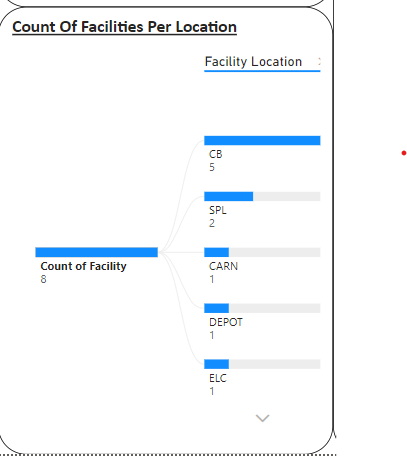 Count Of Facilities Per Location
Facility Location
CB
5
SPL
2
Count of Facility
8
CARN
1
DEPOT
1
ELC
1